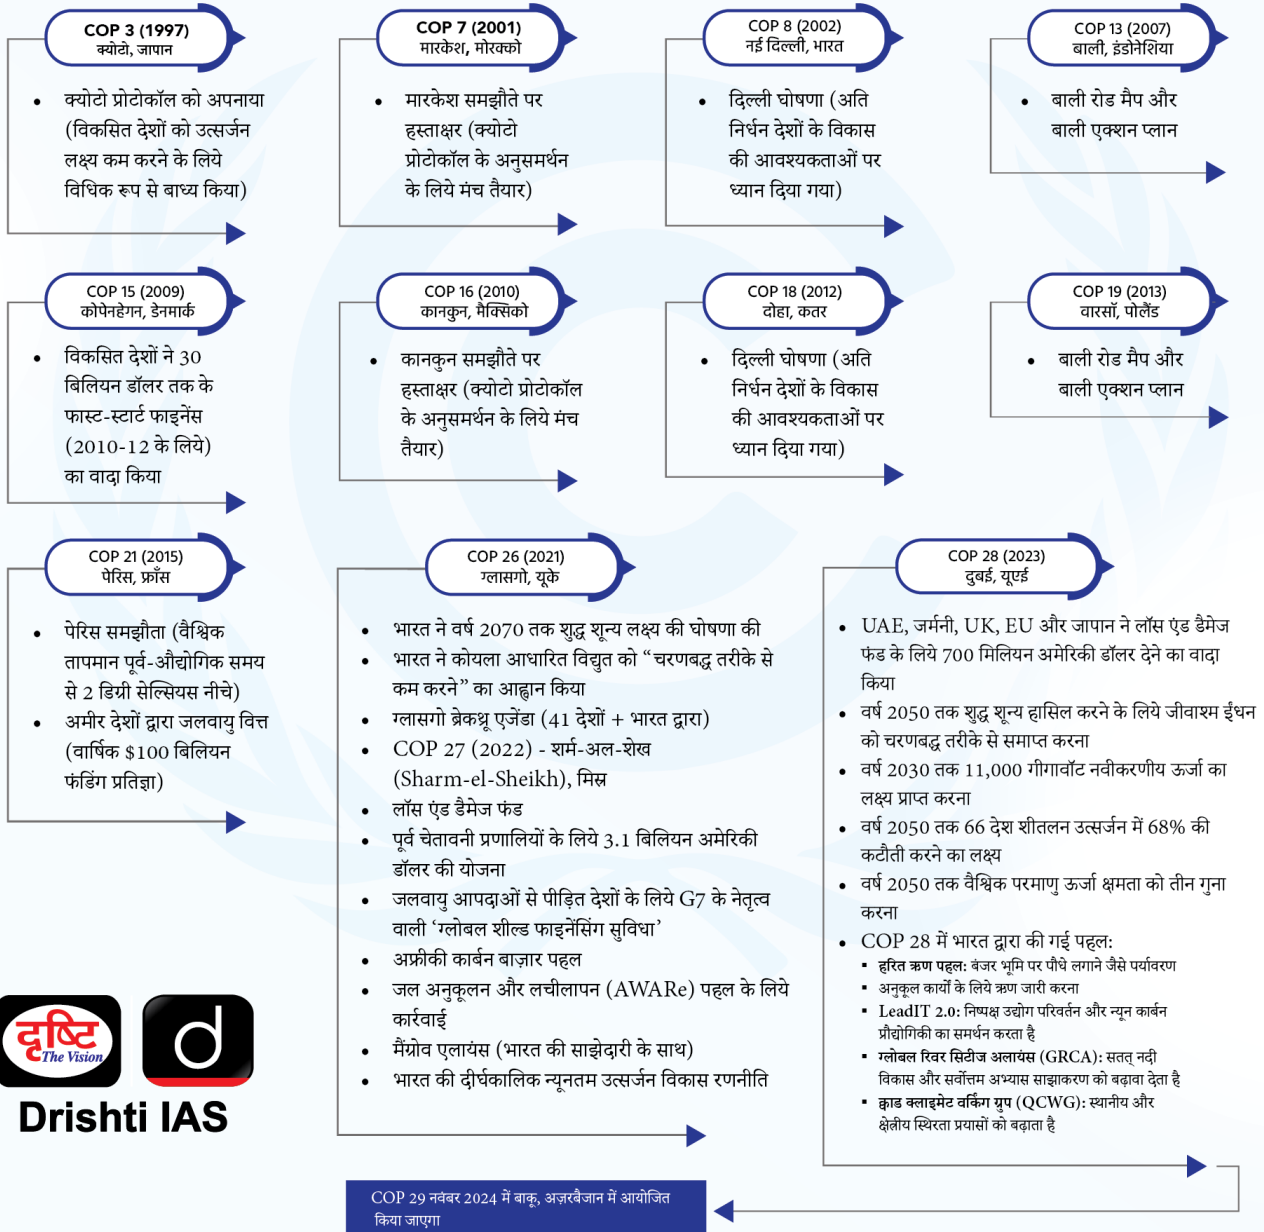 COP 3 (1997)
क्योटो, जापान
क्योटो प्रोटोकॉल को अपनाया
(विकसित देशों को उत्सर्जन
लक्ष्य कम करने के लिये
विधिक रूप से बाध्य किया)
COP 7 (2001)
मारकेश, मोरक्को
मारकेश समझौते पर
हस्ताक्षर (क्योटो
प्रोटोकॉल के अनुसमर्थन
के लिये मंच तैयार)
COP 8 (2002)
नई दिल्ली, भारत
दिल्ली घोषणा (अति
निर्धन देशों के विकास
की आवश्यकताओं पर
ध्यान दिया गया)
COP 13 (2007)
बाली, इंडोनेशिया
बाली रोड मैप और
बाली एक्शन प्लान
COP 15 (2009)
कोपेनहेगन, डेनमार्क
विकसित देशों ने 30
बिलियन डॉलर तक के
फास्ट-स्टार्ट फाइनेंस
(2010-12 के लिये)
का वादा किया
COP 16 (2010)
कानकुन, मैक्सिको
कानकुन समझौते पर
हस्ताक्षर (क्योटो प्रोटोकॉल
के अनुसमर्थन के लिये मंच
तैयार)
COP 18 (2012)
दोहा, कतर
दिल्ली घोषणा (अति
निर्धन देशों के विकास
की आवश्यकताओं पर
ध्यान दिया गया)
COP 19 (2013)
वारसॉ, पोलैंड
बाली रोड मैप और
बाली एक्शन प्लान
COP 21 (2015)
पेरिस, फ्राँस
पेरिस समझौता (वैश्विक
तापमान पूर्व-औद्योगिक समय
से 2 डिग्री सेल्सियस नीचे)
अमीर देशों द्वारा जलवायु वित्त
(वार्षिक $100 बिलियन
फंडिंग प्रतिज्ञा)
COP 26 (2021)
ग्लासगो, यूके
भारत ने वर्ष 2070 तक शुद्ध शून्य लक्ष्य की घोषणा की
भारत ने कोयला आधारित विद्युत को “चरणबद्ध तरीके से
कम करने” का आह्वान किया
ग्लासगो ब्रेकथ्रू एजेंडा (41 देशों + भारत द्वारा)
COP 27 (2022) - शर्म-अल-शेख
(Sharm-el-Sheikh), मिस्र
लॉस एंड डैमेज फंड
पूर्व चेतावनी प्रणालियों के लिये 3.1 बिलियन अमेरिकी
डॉलर की योजना
जलवायु आपदाओं से पीड़ित देशों के लिये G7 के नेतृत्व
वाली ‘ग्लोबल शील्ड फाइनेंसिंग सुविधा’
अफ्रीकी कार्बन बाज़ार पहल
जल अनुकूलन और लचीलापन (AWARe) पहल के लिये
कार्रवाई
मैंग्रोव एलायंस (भारत की साझेदारी के साथ)
भारत की दीर्घकालिक न्यूनतम उत्सर्जन विकास रणनीति
COP 28 (2023)
दुबई, यूएई
UAE, जर्मनी, UK, EU और जापान ने लॉस एंड डैमेज
फंड के लिये 700 मिलियन अमेरिकी डॉलर देने का वादा
किया
वर्ष 2050 तक शुद्ध शून्य हासिल करने के लिये जीवाश्म ईंधन
को चरणबद्ध तरीके से समाप्त करना
वर्ष 2030 तक 11,000 गीगावॉट नवीकरणीय ऊर्जा का
लक्ष्य प्राप्त करना
वर्ष 2050 तक 66 देश शीतलन उत्सर्जन में 68% की
कटौती करने का लक्ष्य
वर्ष 2050 तक वैश्विक परमाणु ऊर्जा क्षमता को तीन गुना
करना
COP 28 में भारत द्वारा की गई पहल:
हरित ऋण पहल: बंजर भूमि पर पौधे लगाने जैसे पर्यावरण
अनुकूल कार्यों के लिये ऋण जारी करना
LeadIT 2.0: निष्पक्ष उद्योग परिवर्तन और न्यून कार्बन
प्रौद्योगिकी का समर्थन करता है
ग्लोबल रिवर सिटीज अलायंस (GRCA): सतत् नदी
विकास और सर्वोत्तम अभ्यास साझाकरण को बढ़ावा देता है
क्वाड क्लाइमेट वर्किंग ग्रुप (QCWG): स्थानीय और
क्षेत्रीय स्थिरता प्रयासों को बढ़ाता है
दृष्टि
The Vision
d
Drishti IAS
COP 29 नवंबर 2024 में बाकू, अज़रबैजान में आयोजित
किया जाएगा